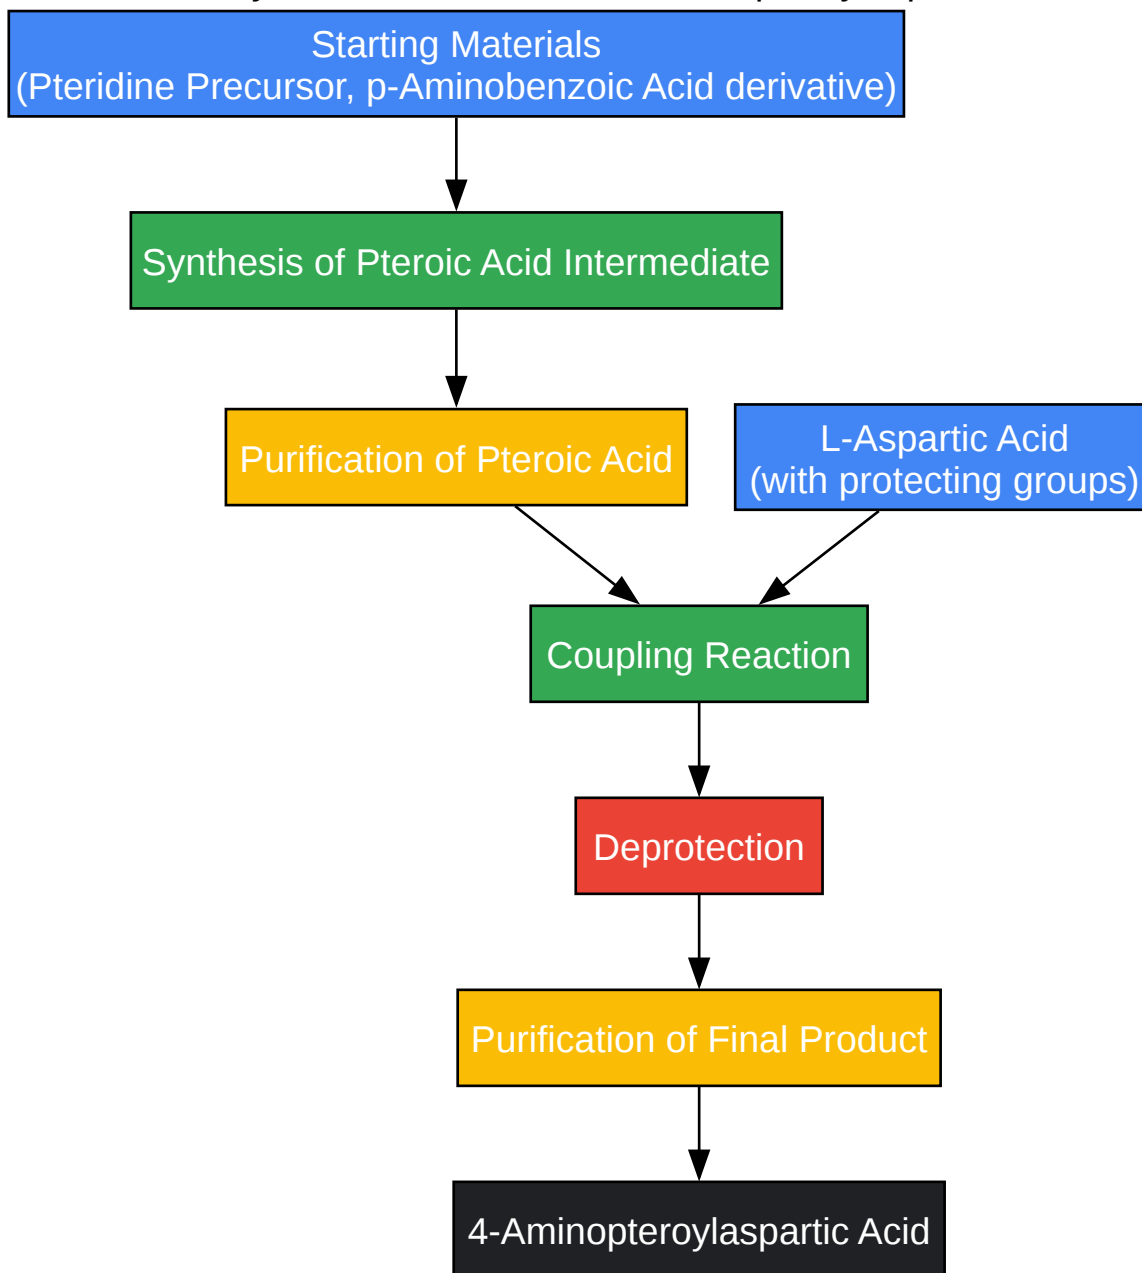 Starting Materials
(Pteridine Precursor, p-Aminobenzoic Acid derivative)
Synthesis of Pteroic Acid Intermediate
Purification of Pteroic Acid
L-Aspartic Acid
(with protecting groups)
Coupling Reaction
Deprotection
Purification of Final Product
4-Aminopteroylaspartic Acid